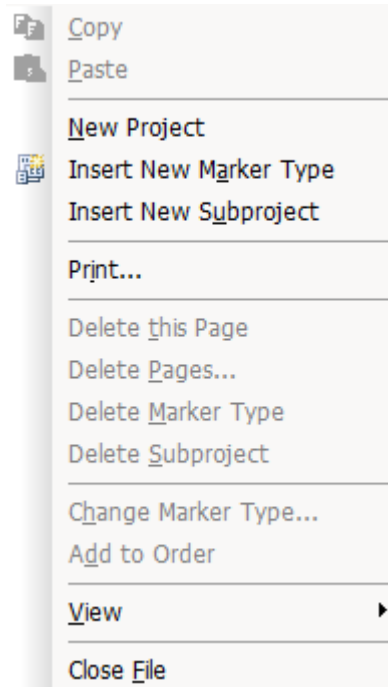 Copy
Paste
New Project
Insert New Marker Type
Insert New Subproject
Print...
Delete this Page
Delete Pages...
Delete Marker Type
Delete Subproject
Change Marker Type...
Add to Order
View
Close File